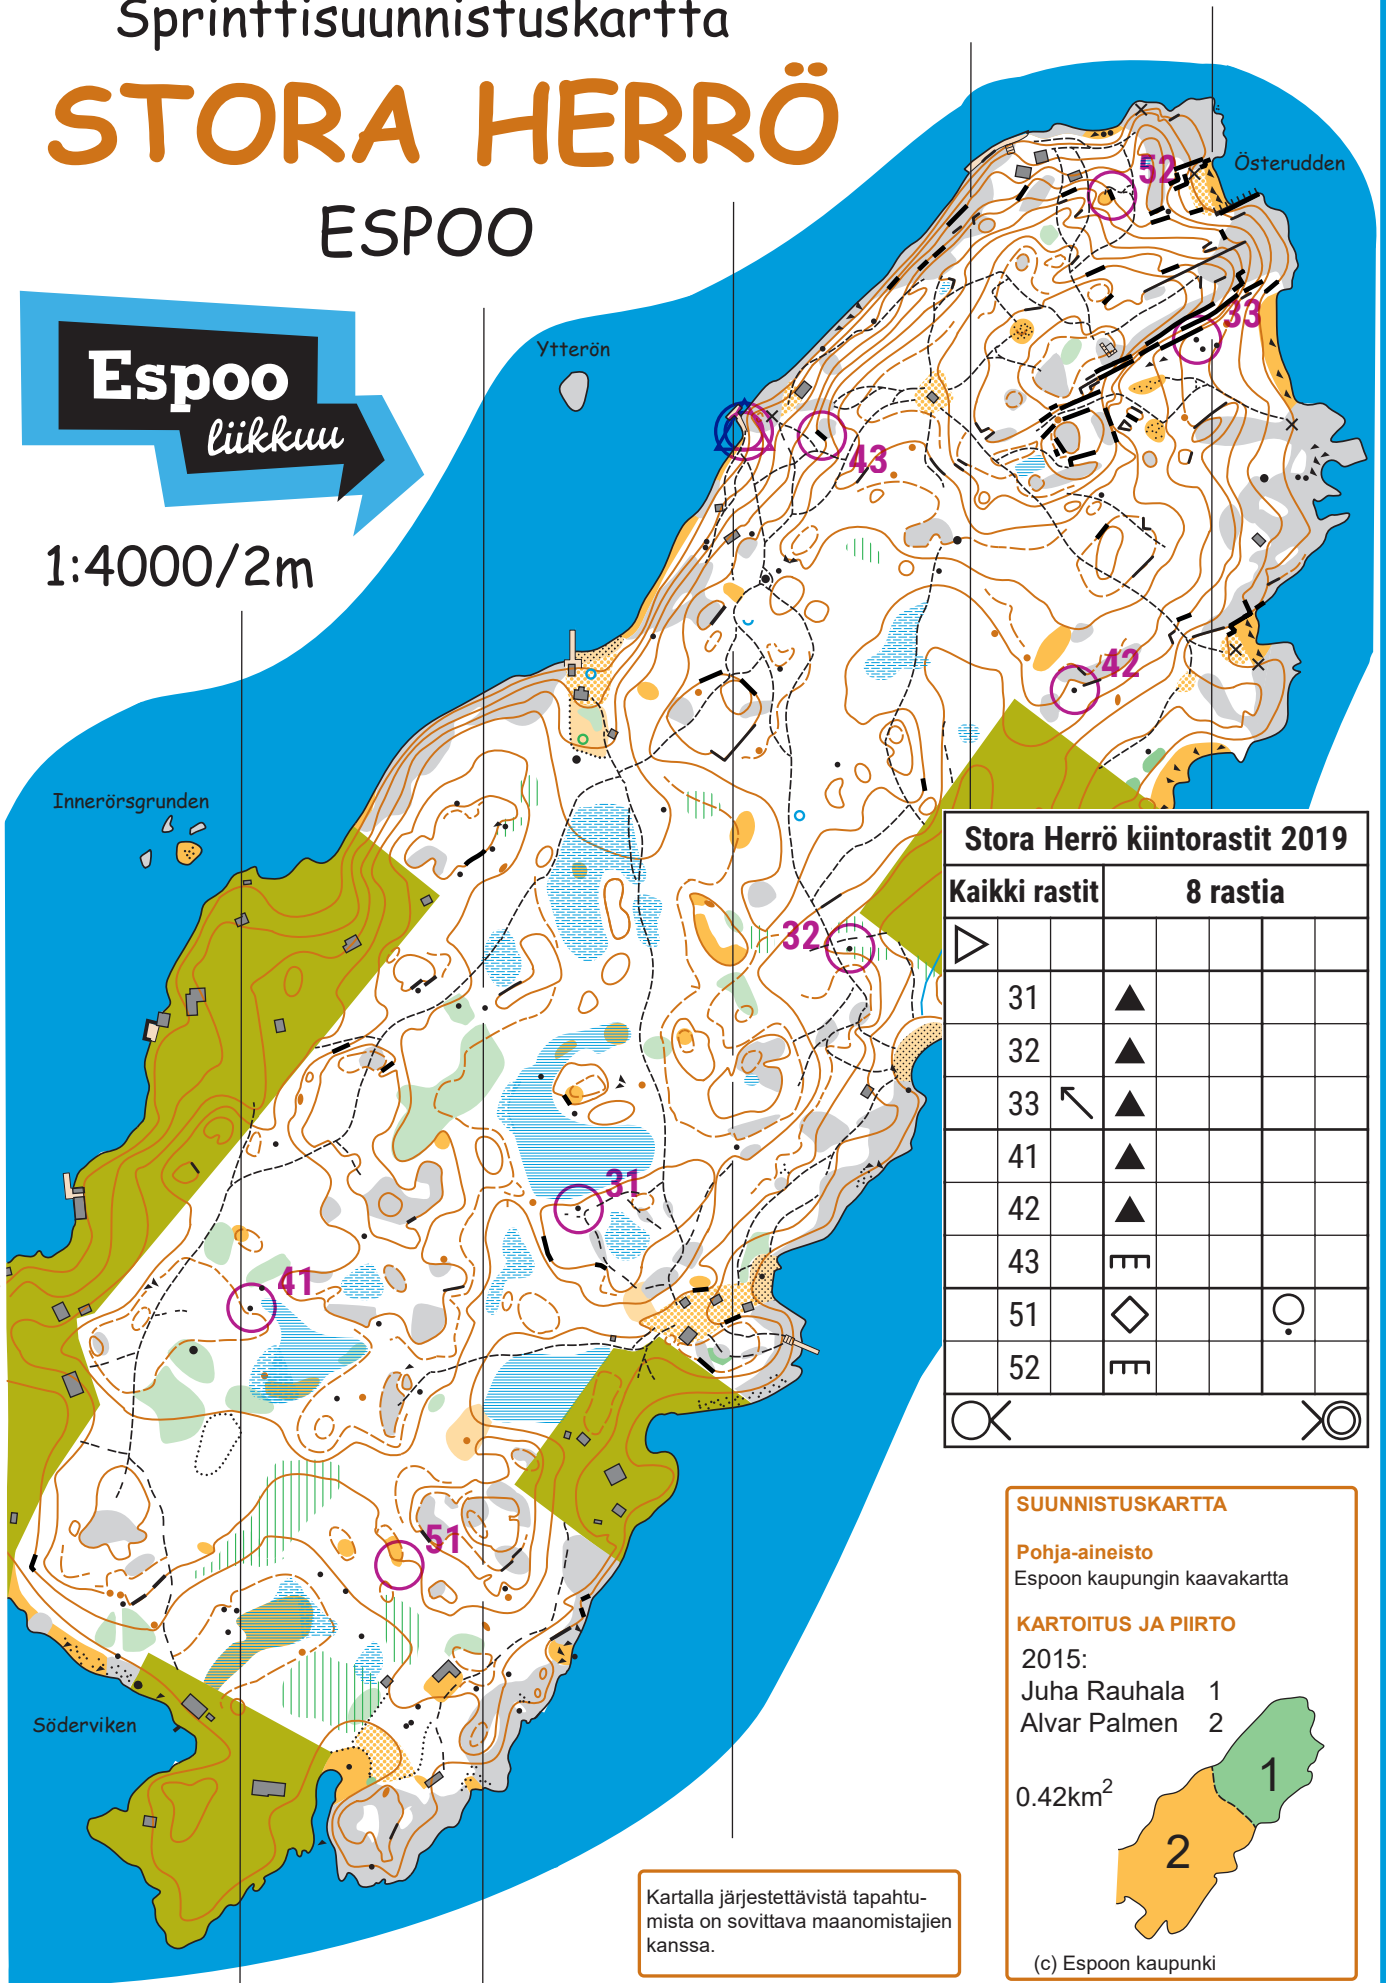 Sprinttisuunnistuskartta
STORA HERRÖ
ESPOO
Espoo
liikkuu
1:4000/2m
Österudden
Ytterön
Innerörsgrunden
Söderviken
52
33
43
42
32
31
41
51
Stora Herrö kiintorastit 2019
Kaikki rastit 8 rastia
31
32
33
41
42
43
51
52
SUUNNISTUSKARTTA
Pohja-aineisto
Espoon kaupungin kaavakartta
KARTOITUS JA PIIRTO
2015:
Juha Rauhala 1
Alvar Palmen 2
0.42km²
1
2
(c) Espoon kaupunki
Kartalla järjestettävistä tapahtu-
mista on sovittava maanomistajien
kanssa.